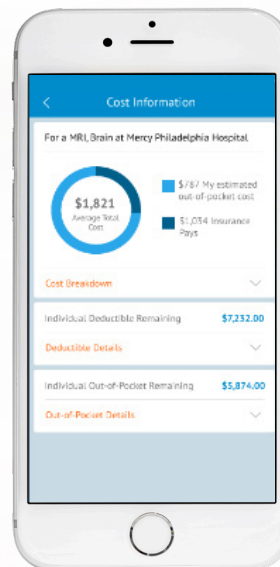 Cost Information
For a MRI, Brain at Mercy Philadelphia Hospital
$1,821
Average Total
Cost
$787 My estimated
out-of-pocket cost
$1,034 Insurance
Pays
Cost Breakdown
Individual Deductible Remaining $7,232.00
Deductible Details
Individual Out-of-Pocket Remaining $5,874.00
Out-of-Pocket Details